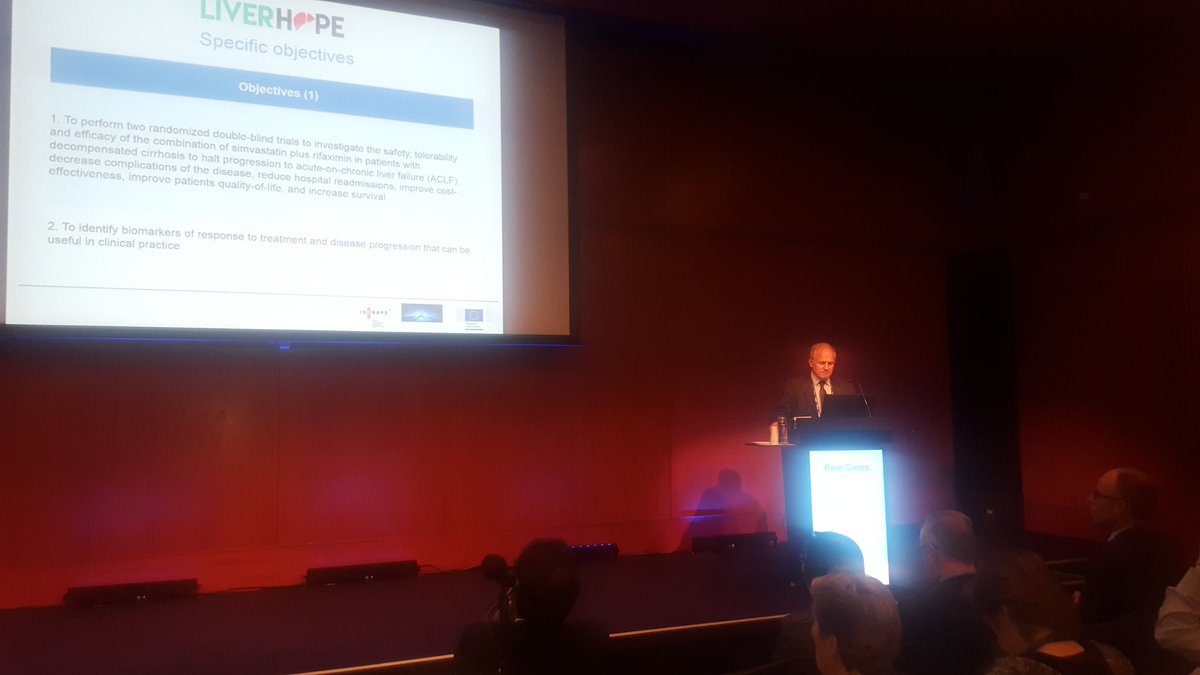 LIVERHOPE
Specific objectives
Objectives (1)
1. To perform two randomized double-blind trials to investigate the safety, tolerability
and efficacy of the combination of simvastatin plus rifaximin in patients with
decompensated cirrhosis to halt progression to acute-on-chronic liver failure (ACLF),
decrease complications of the disease, reduce hospital readmissions, improve cost-
effectiveness, improve patients quality-of-life, and increase survival
2. To identify biomarkers of response to treatment and disease progression that can be
useful in clinical practice
Pere Gines